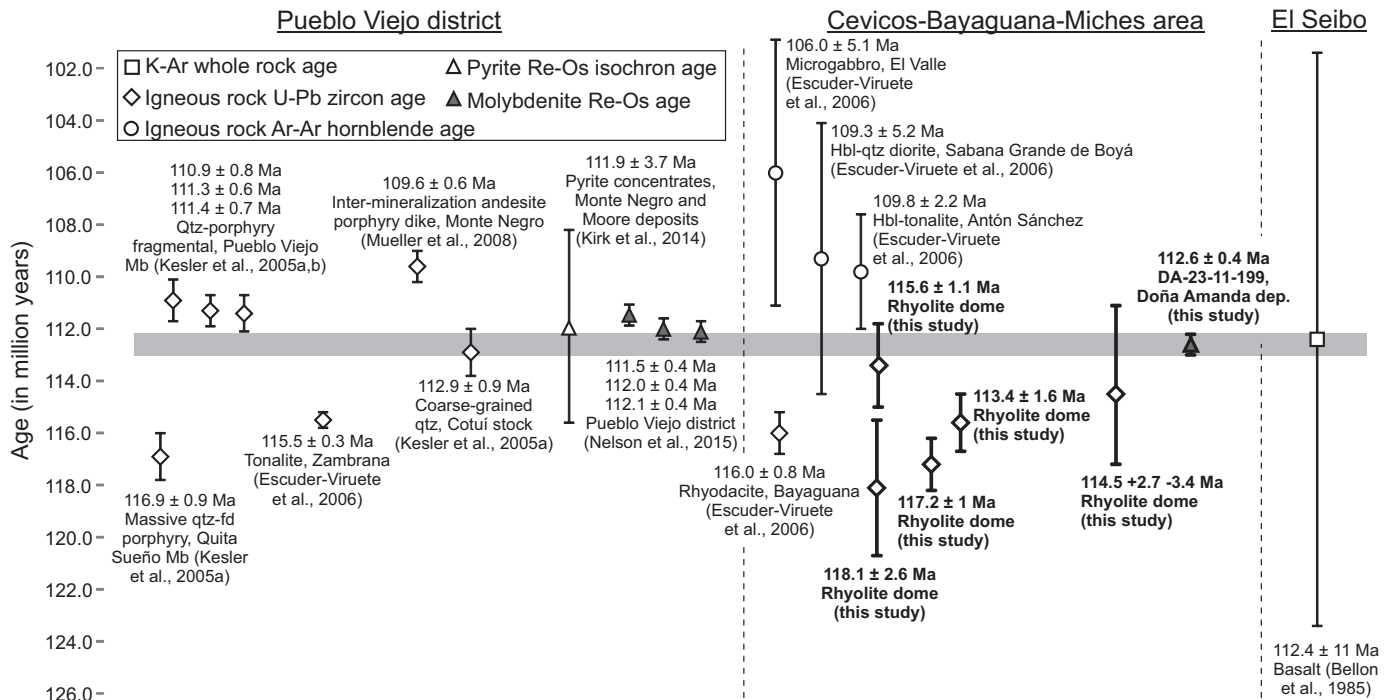 Pueblo Viejo district
Cevicos-Bayaguana-Miches area
El Seibo
K-Ar whole rock age
Igneous rock U-Pb zircon age
Igneous rock Ar-Ar hornblende age
Pyrite Re-Os isochron age
Molybdenite Re-Os age
Age (in million years)
102.0
104.0
106.0
108.0
110.0
112.0
114.0
116.0
118.0
120.0
122.0
124.0
126.0
110.9 ± 0.8 Ma
111.3 ± 0.6 Ma
111.4 ± 0.7 Ma
Qtz-porphyry
fragmental, Pueblo Viejo
Mb (Kesler et al., 2005a,b)
116.9 ± 0.9 Ma
Massive qtz-fd
porphyry, Quita
Sueño Mb (Kesler
et al., 2005a)
115.5 ± 0.3 Ma
Tonalite, Zambrana
(Escuder-Viruete
et al., 2006)
109.6 ± 0.6 Ma
Inter-mineralization andesite
porphyry dike, Monte Negro
(Mueller et al., 2008)
112.9 ± 0.9 Ma
Coarse-grained
qtz, Cotuí stock
(Kesler et al., 2005a)
111.9 ± 3.7 Ma
Pyrite concentrates,
Monte Negro and
Moore deposits
(Kirk et al., 2014)
111.5 ± 0.4 Ma
112.0 ± 0.4 Ma
112.1 ± 0.4 Ma
Pueblo Viejo district
(Nelson et al., 2015)
106.0 ± 5.1 Ma
Microgabbro, El Valle
(Escuder-Viruete
et al., 2006)
109.3 ± 5.2 Ma
Hbl-qtz diorite, Sabana Grande de Boyá
(Escuder-Viruete et al., 2006)
109.8 ± 2.2 Ma
Hbl-tonalite, Antón Sánchez
(Escuder-Viruete
et al., 2006)
115.6 ± 1.1 Ma
Rhyolite dome
(this study)
116.0 ± 0.8 Ma
Rhyodacite, Bayaguana
(Escuder-Viruete
et al., 2006)
118.1 ± 2.6 Ma
Rhyolite dome
(this study)
117.2 ± 1 Ma
Rhyolite dome
(this study)
113.4 ± 1.6 Ma
Rhyolite dome
(this study)
114.5 +2.7 -3.4 Ma
Rhyolite dome
(this study)
112.6 ± 0.4 Ma
DA-23-11-199,
Doña Amanda dep.
(this study)
112.4 ± 11 Ma
Basalt (Bellon
et al., 1985)